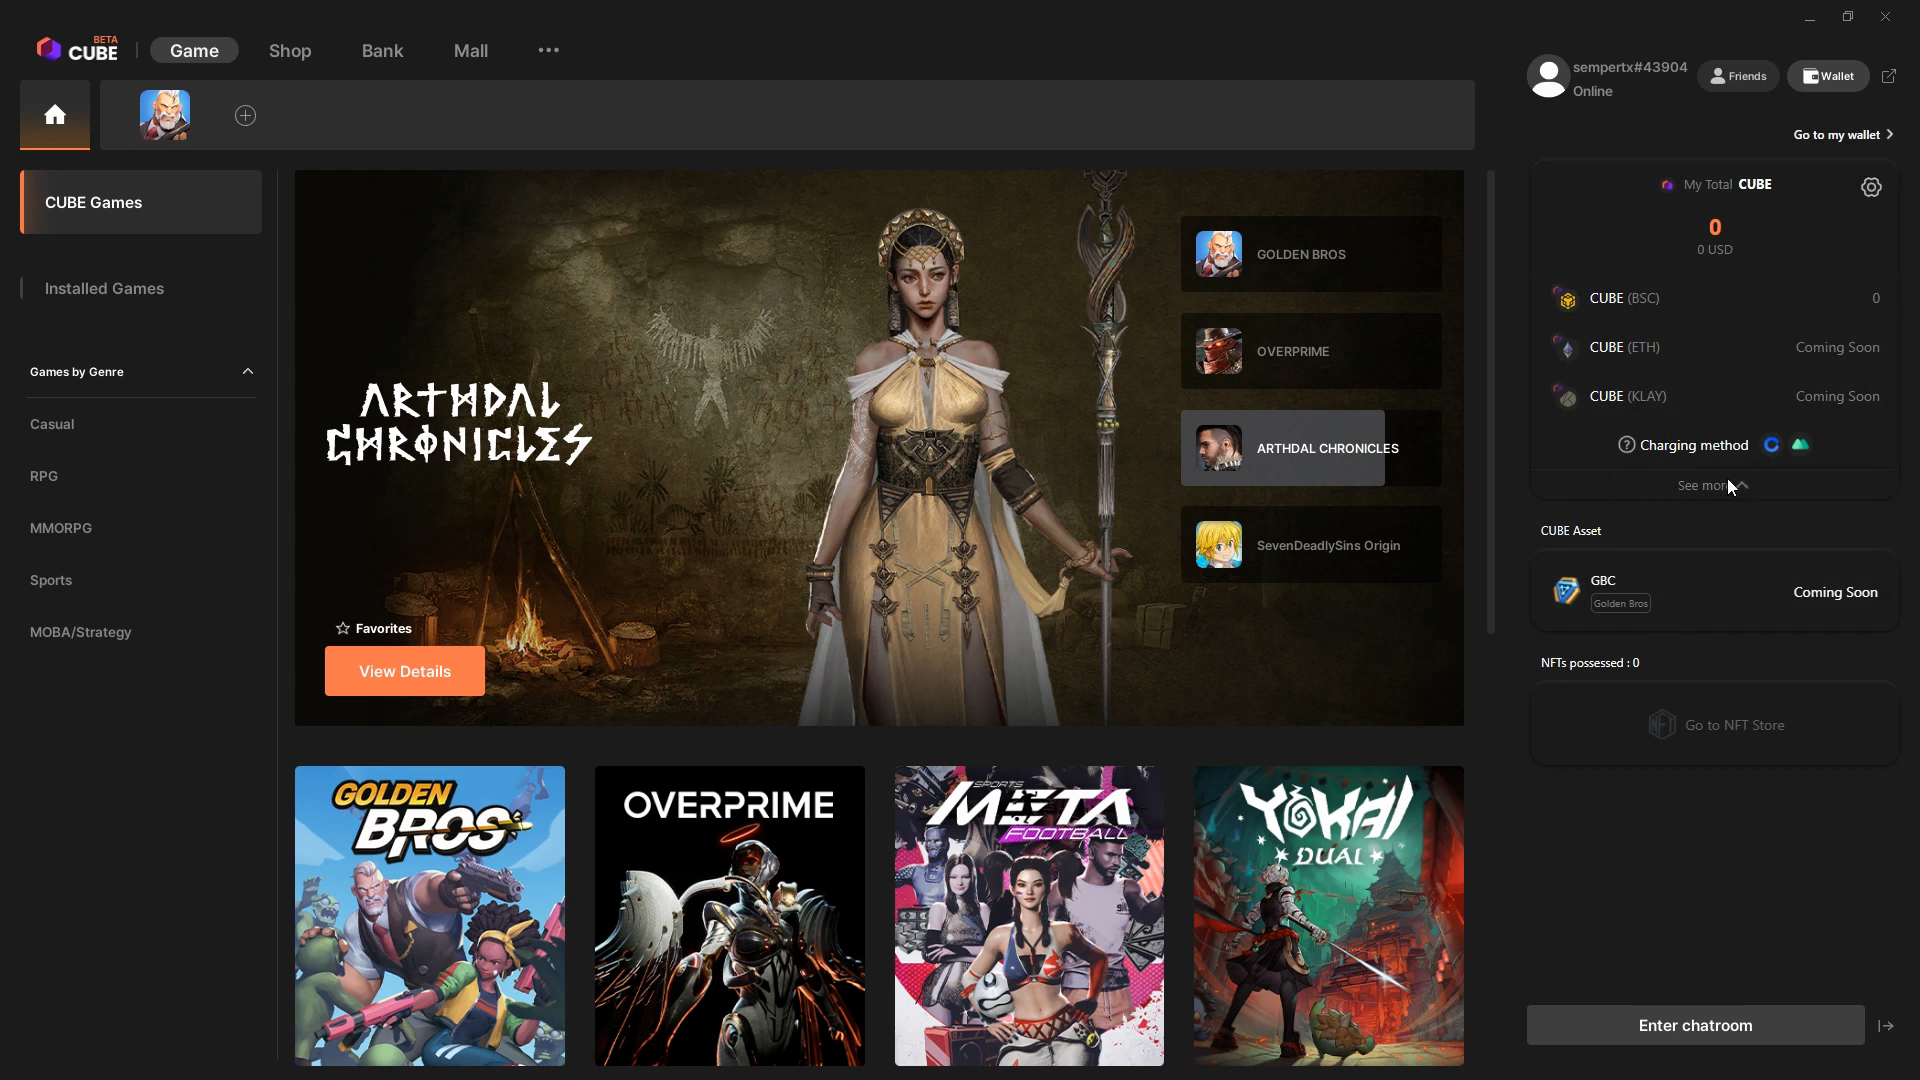 BETA
CUBE
Game
Shop
Bank
Mall
sempertx#43904
Online
Friends
Wallet
Go to my wallet
CUBE Games
Installed Games
Games by Genre
Casual
RPG
MMORPG
Sports
MOBA/Strategy
ARTHDAL
CHRONICLES
Favorites
View Details
GOLDEN BROS
OVERPRIME
ARTHDAL CHRONICLES
SevenDeadlySins Origin
GOLDEN
BROS
OVERPRIME
SPORTS
META
FOOTBALL
YOKAI
DUAL
My Total CUBE
0
0 USD
CUBE (BSC) 0
CUBE (ETH) Coming Soon
CUBE (KLAY) Coming Soon
Charging method
See more
CUBE Asset
GBC
Golden Bros
Coming Soon
NFTs possessed : 0
NFT
Go to NFT Store
Enter chatroom